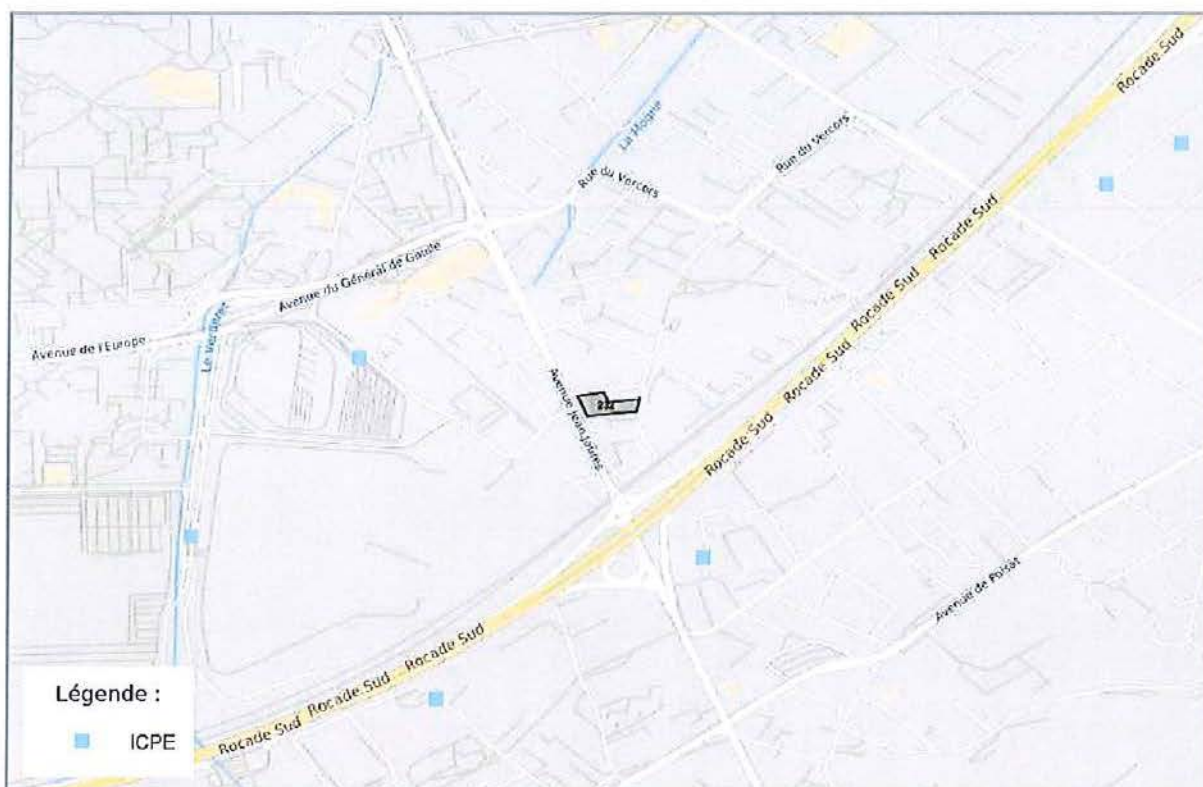 Rocade Sud
La Mogne
Rue du Vercors
Rue du Vercors
Rocade Sud
Rocade Sud
Avenue du Général de Gaulle
Rocade Sud
Avenue de l'Europe
Le Verderet
Rocade Sud
Avenue Jean Jaurès
232
Rocade Sud
Avenue de Poisat
Rocade Sud
Rocade Sud
Rocade Sud
Légende :
ICPE